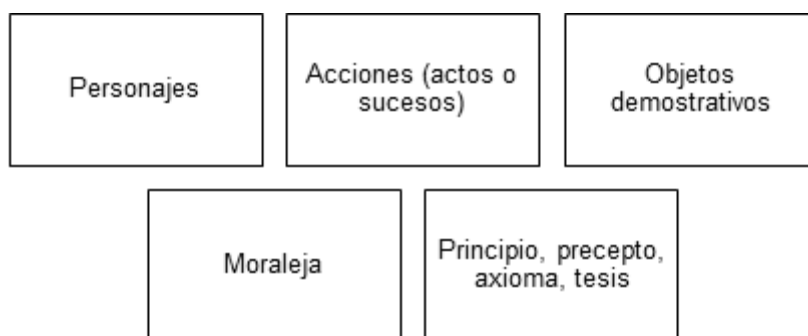 Personajes
Acciones (actos o
sucesos)
Objetos
demostrativos
Moraleja
Principio, precepto,
axioma, tesis